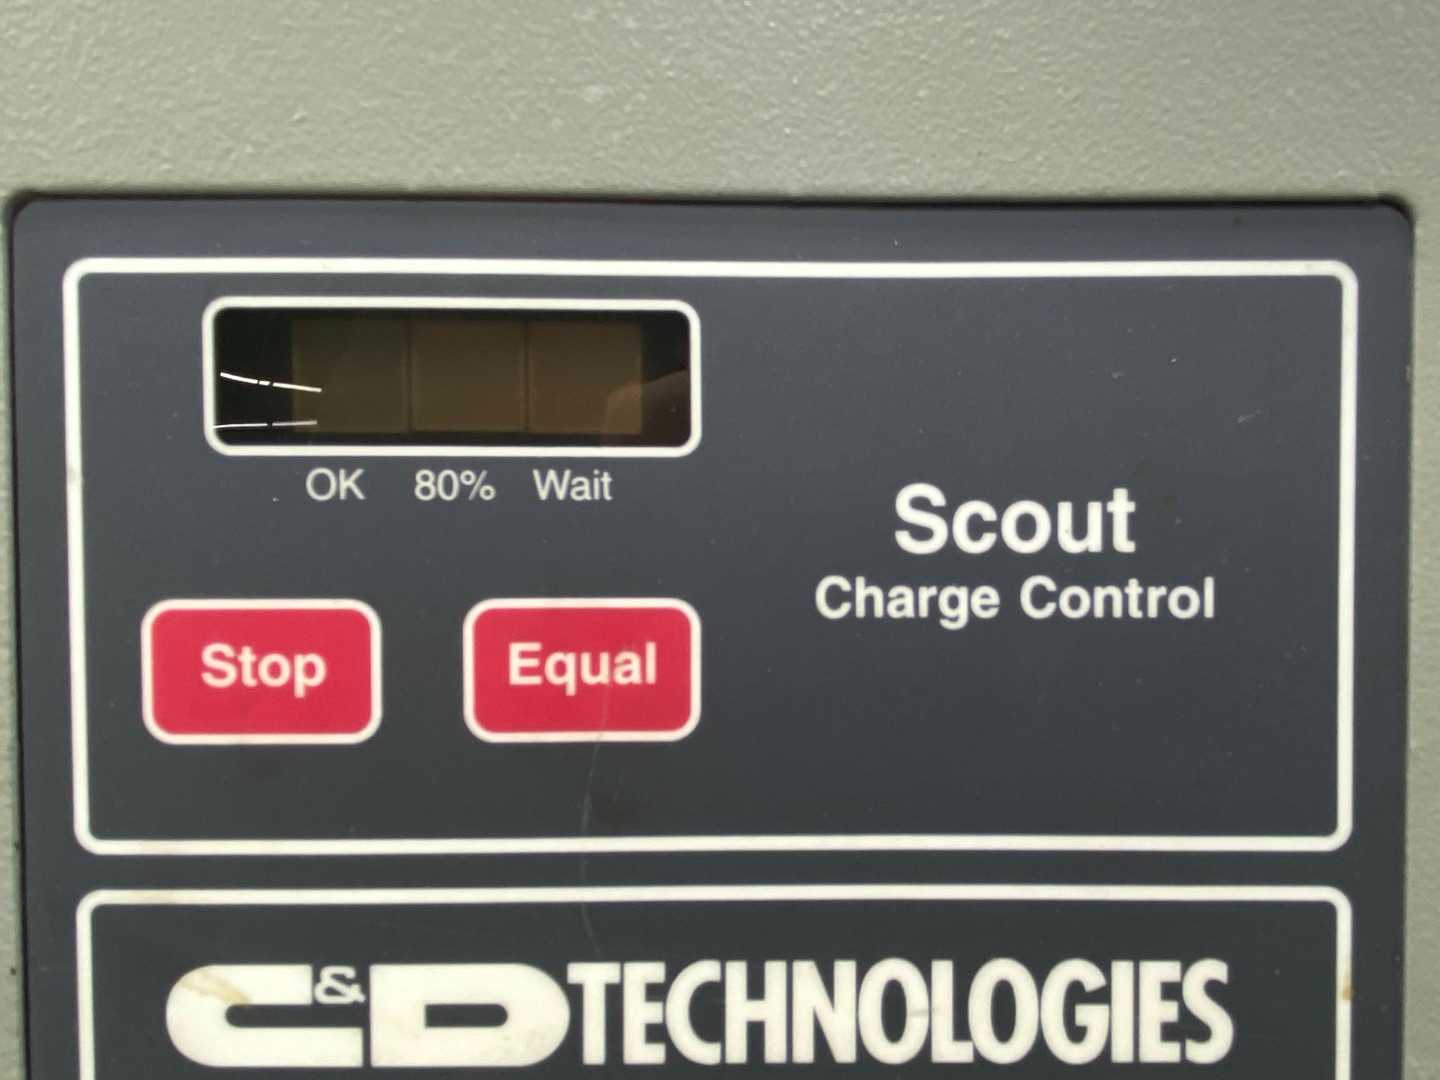 OK 80% Wait
Scout
Charge Control
Stop Equal
C&D TECHNOLOGIES